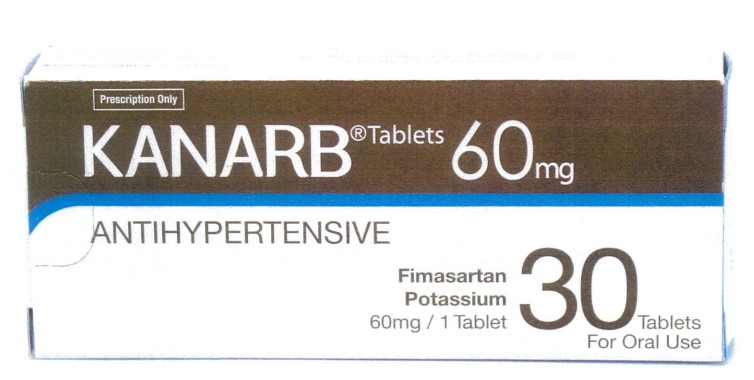 Prescription Only
KANARB®Tablets 60mg
ANTIHYPERTENSIVE
Fimasartan
Potassium
60mg / 1 Tablet
30 Tablets
For Oral Use